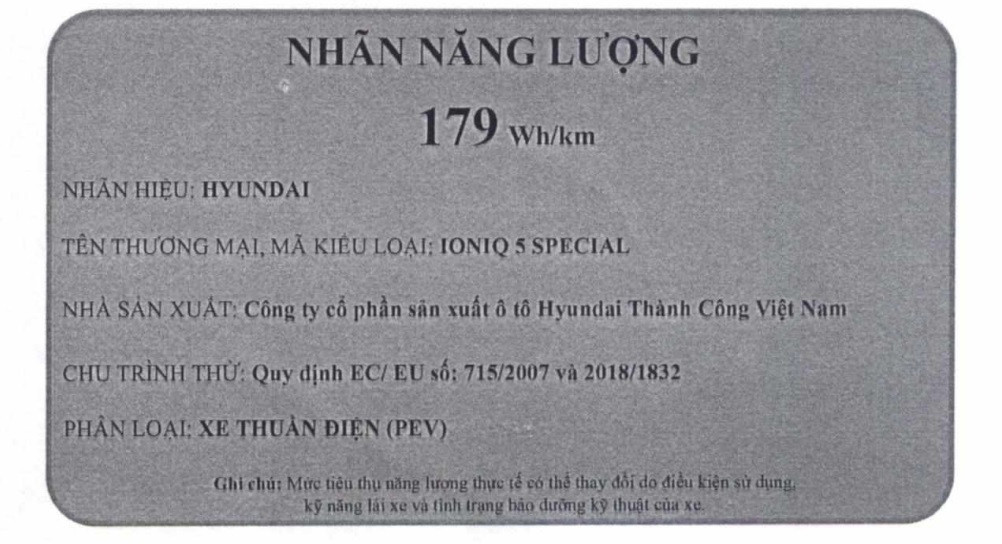 NHÃN NĂNG LƯỢNG
179 Wh/km
NHÃN HIỆU: HYUNDAI
TÊN THƯƠNG MẠI, MÃ KIỂU LOẠI: IONIQ 5 SPECIAL
NHÀ SẢN XUẤT: Công ty cổ phần sản xuất ô tô Hyundai Thành Công Việt Nam
CHU TRÌNH THỬ: Quy định EC/ EU số: 715/2007 và 2018/1832
PHÂN LOẠI: XE THUẦN ĐIỆN (PEV)
Ghi chú: Mức tiêu thụ năng lượng thực tế có thể thay đổi do điều kiện sử dụng,
kỹ năng lái xe và tình trạng bảo dưỡng kỹ thuật của xe.